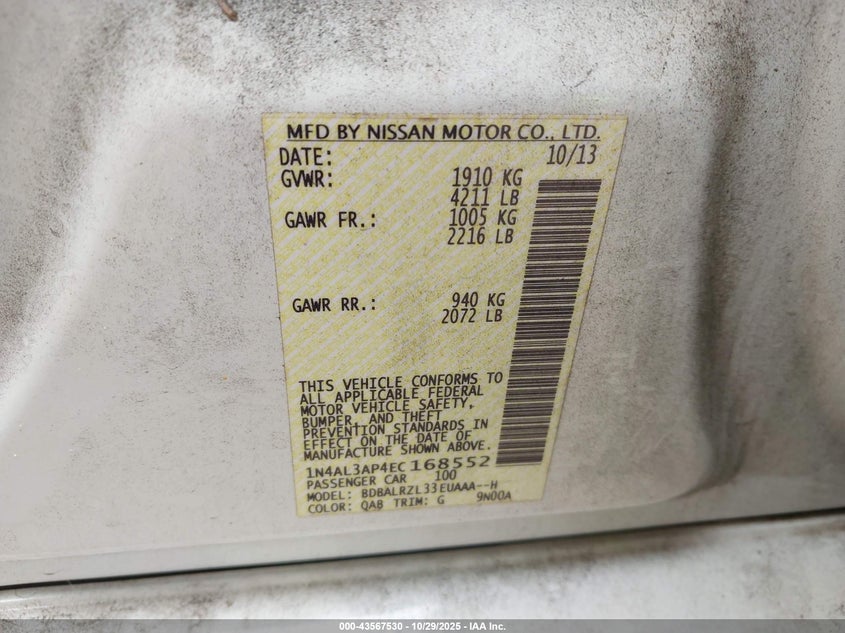 MFD BY NISSAN MOTOR CO., LTD.
DATE: 10/13
GVWR: 1910 KG
4211 LB
GAWR FR.: 1005 KG
2216 LB
GAWR RR.: 940 KG
2072 LB
THIS VEHICLE CONFORMS TO
ALL APPLICABLE FEDERAL
MOTOR VEHICLE SAFETY,
BUMPER, AND THEFT
PREVENTION STANDARDS IN
EFFECT ON THE DATE OF
MANUFACTURE SHOWN ABOVE.
1N4AL3AP4EC168552
PASSENGER CAR 100
MODEL: BDBALRZL33EUAAA--H
COLOR: QAB TRIM: G 9N00A
000-43567530 - 10/29/2025 - IAA Inc.